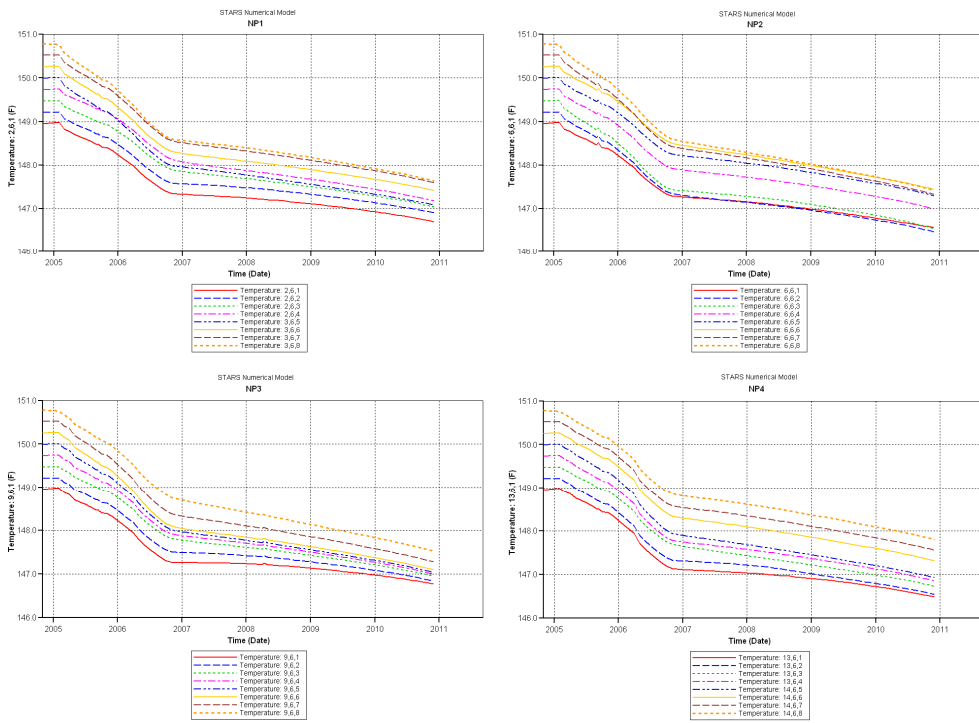 STARS Numerical Model
NP1
151.0
150.0
149.0
148.0
147.0
146.0
Temperature: 2,6,1 (F)
2005 2006 2007 2008 2009 2010 2011
Time (Date)
Temperature: 2,6,1
Temperature: 2,6,2
Temperature: 2,6,3
Temperature: 2,6,4
Temperature: 3,6,5
Temperature: 3,6,6
Temperature: 3,6,7
Temperature: 3,6,8
STARS Numerical Model
NP2
151.0
150.0
149.0
148.0
147.0
146.0
Temperature: 6,6,1 (F)
2005 2006 2007 2008 2009 2010 2011
Time (Date)
Temperature: 6,6,1
Temperature: 6,6,2
Temperature: 6,6,3
Temperature: 6,6,4
Temperature: 6,6,5
Temperature: 6,6,6
Temperature: 6,6,7
Temperature: 6,6,8
STARS Numerical Model
NP3
151.0
150.0
149.0
148.0
147.0
146.0
Temperature: 9,6,1 (F)
2005 2006 2007 2008 2009 2010 2011
Time (Date)
Temperature: 9,6,1
Temperature: 9,6,2
Temperature: 9,6,3
Temperature: 9,6,4
Temperature: 9,6,5
Temperature: 9,6,6
Temperature: 9,6,7
Temperature: 9,6,8
STARS Numerical Model
NP4
151.0
150.0
149.0
148.0
147.0
146.0
Temperature: 13,6,1 (F)
2005 2006 2007 2008 2009 2010 2011
Time (Date)
Temperature: 13,6,1
Temperature: 13,6,2
Temperature: 13,6,3
Temperature: 13,6,4
Temperature: 14,6,5
Temperature: 14,6,6
Temperature: 14,6,7
Temperature: 14,6,8